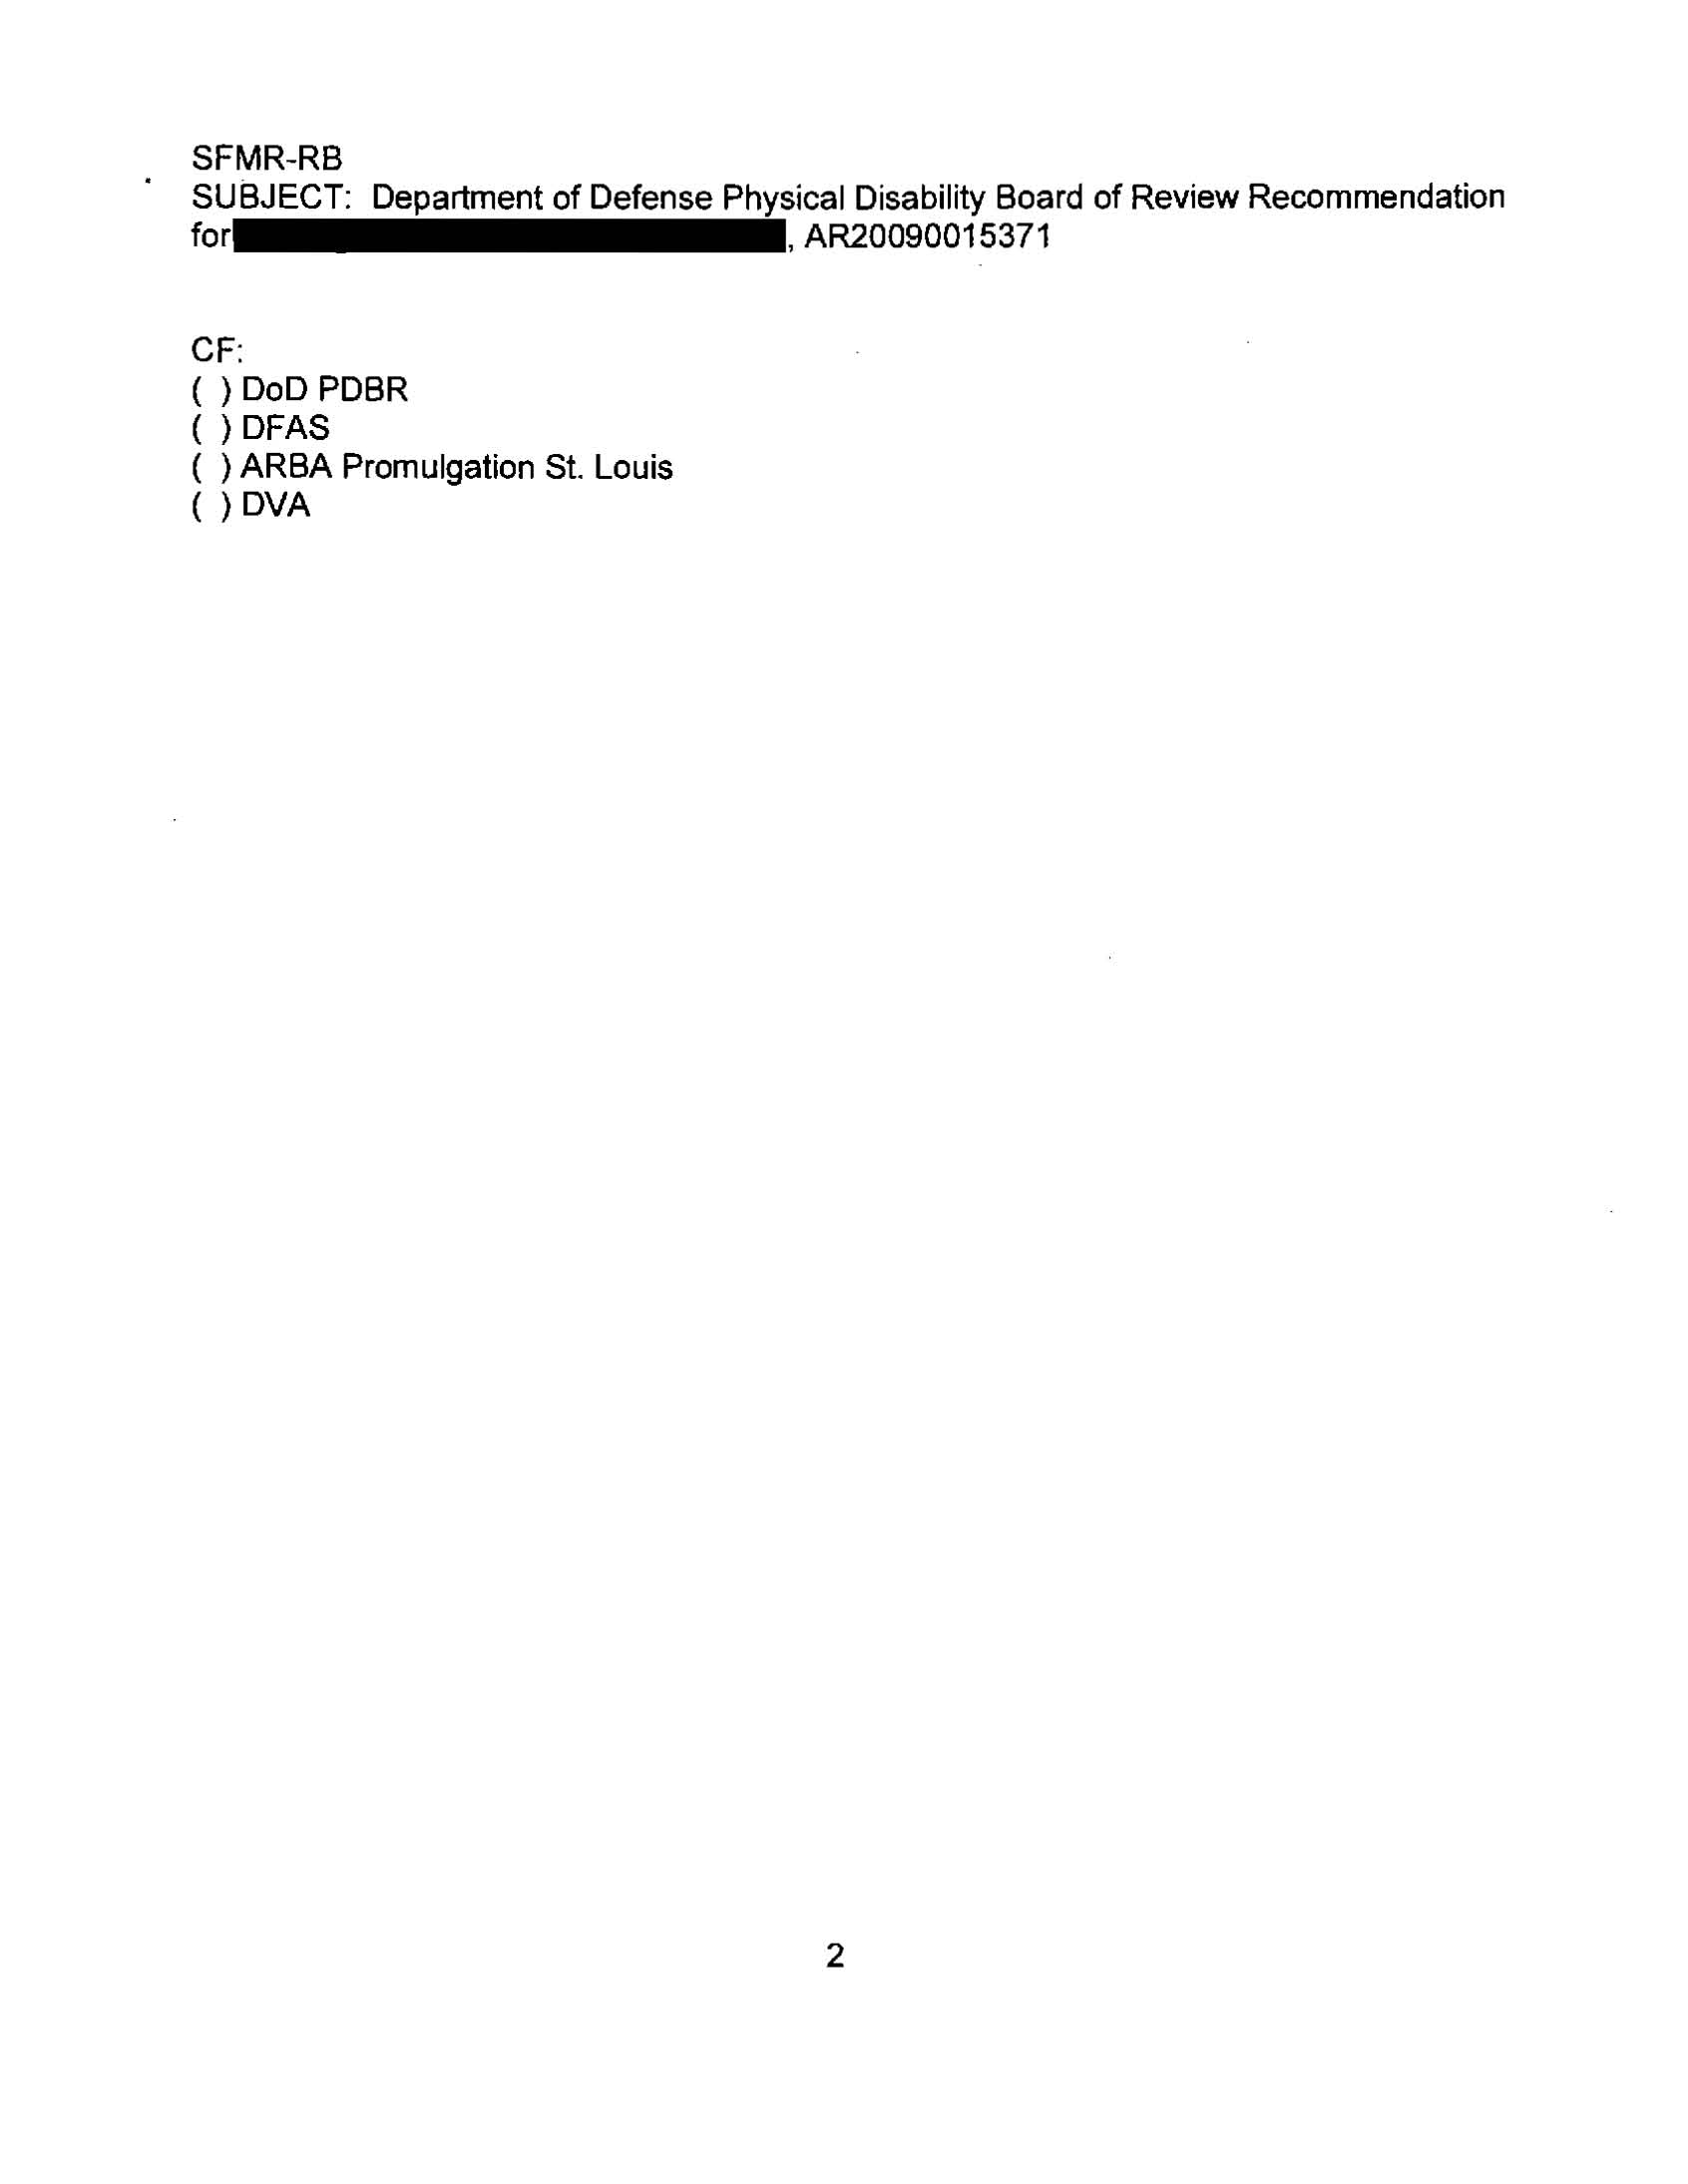 SFMR-RB
SUBJECT: Department of Defense Physical Disability Board of Review Recommendation
for , AR20090015371
CF:
( ) DoD PDBR
( ) DFAS
( ) ARBA Promulgation St. Louis
( ) DVA
2